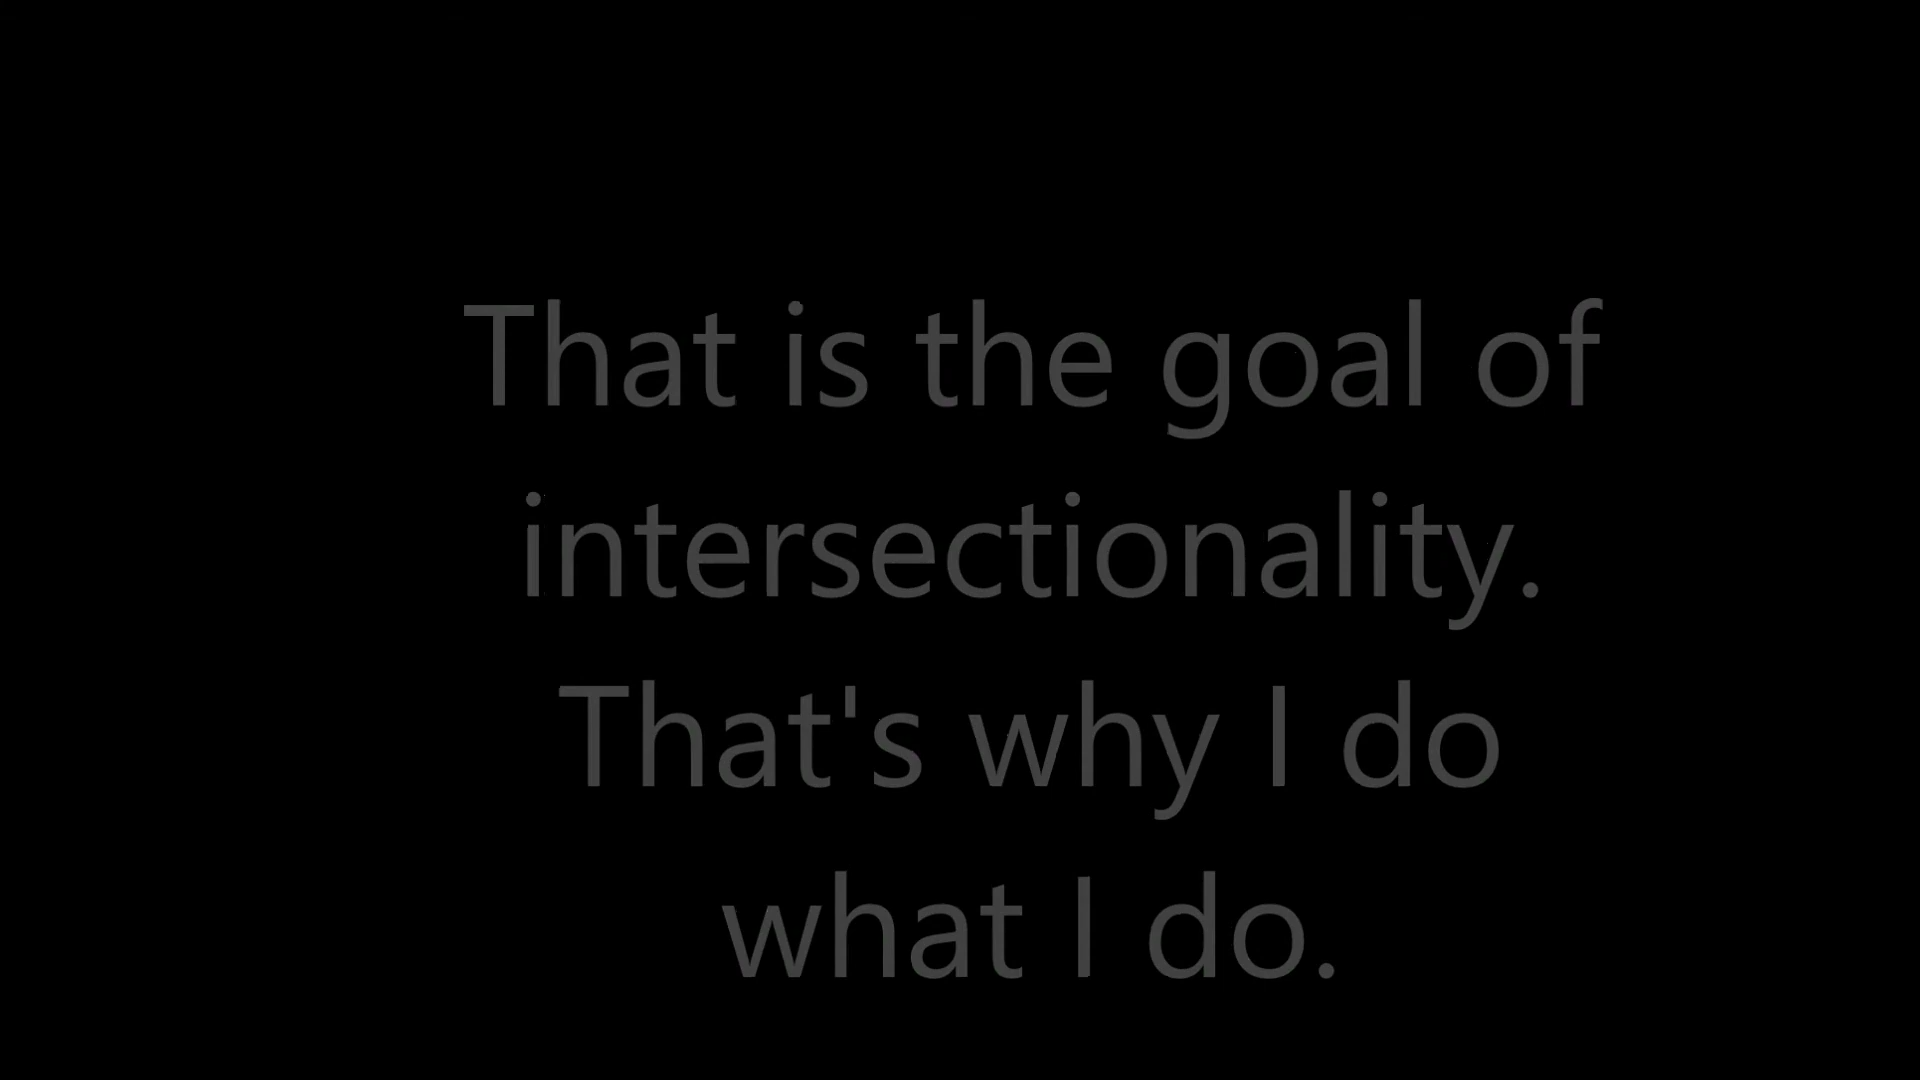 That is the goal of
intersectionality.
That's why I do
what I do.